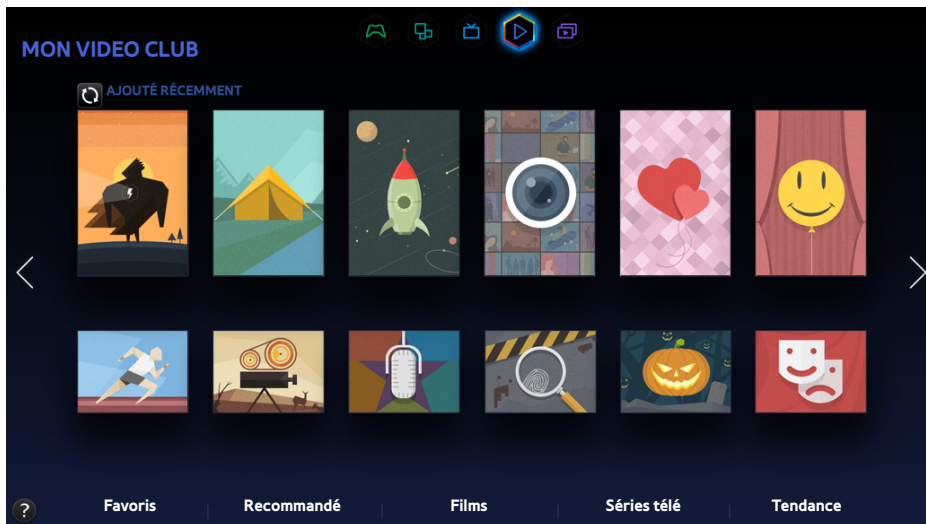 MON VIDEO CLUB
AJOUTÉ RÉCEMMENT
?
Favoris
Recommandé
Films
Séries télé
Tendance